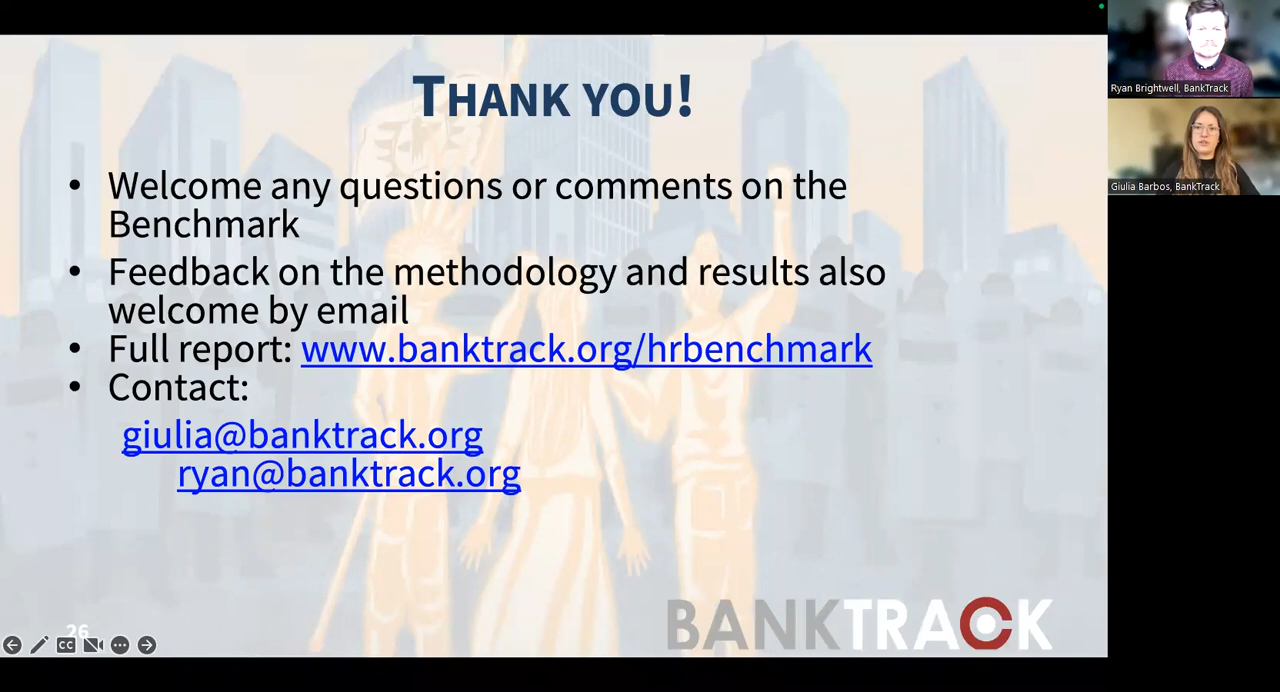 THANK YOU!
• Welcome any questions or comments on the
Benchmark
• Feedback on the methodology and results also
welcome by email
• Full report: www.banktrack.org/hrbenchmark
• Contact:
giulia@banktrack.org
ryan@banktrack.org
26
CC
BANKTRACK
Ryan Brightwell, BankTrack
Giulia Barbos, BankTrack